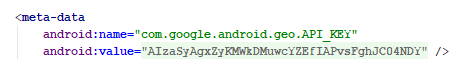 <meta-data
android:name="com.google.android.geo.API_KEY"
android:value="AIzaSyAgxZyKMWkDMuwcYZEfIAPvsFghJC04NDY" />